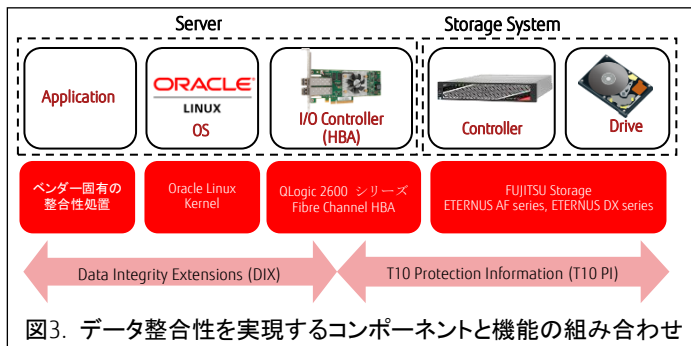 Server
Storage System
Application
ORACLE
LINUX
OS
I/O Controller
(HBA)
Controller
Drive
ベンダー固有の
整合性処置
Oracle Linux
Kernel
QLogic 2600 シリーズ
Fibre Channel HBA
FUJITSU Storage
ETERNUS AF series, ETERNUS DX series
Data Integrity Extensions (DIX)
T10 Protection Information (T10 PI)
図3. データ整合性を実現するコンポーネントと機能の組み合わせ